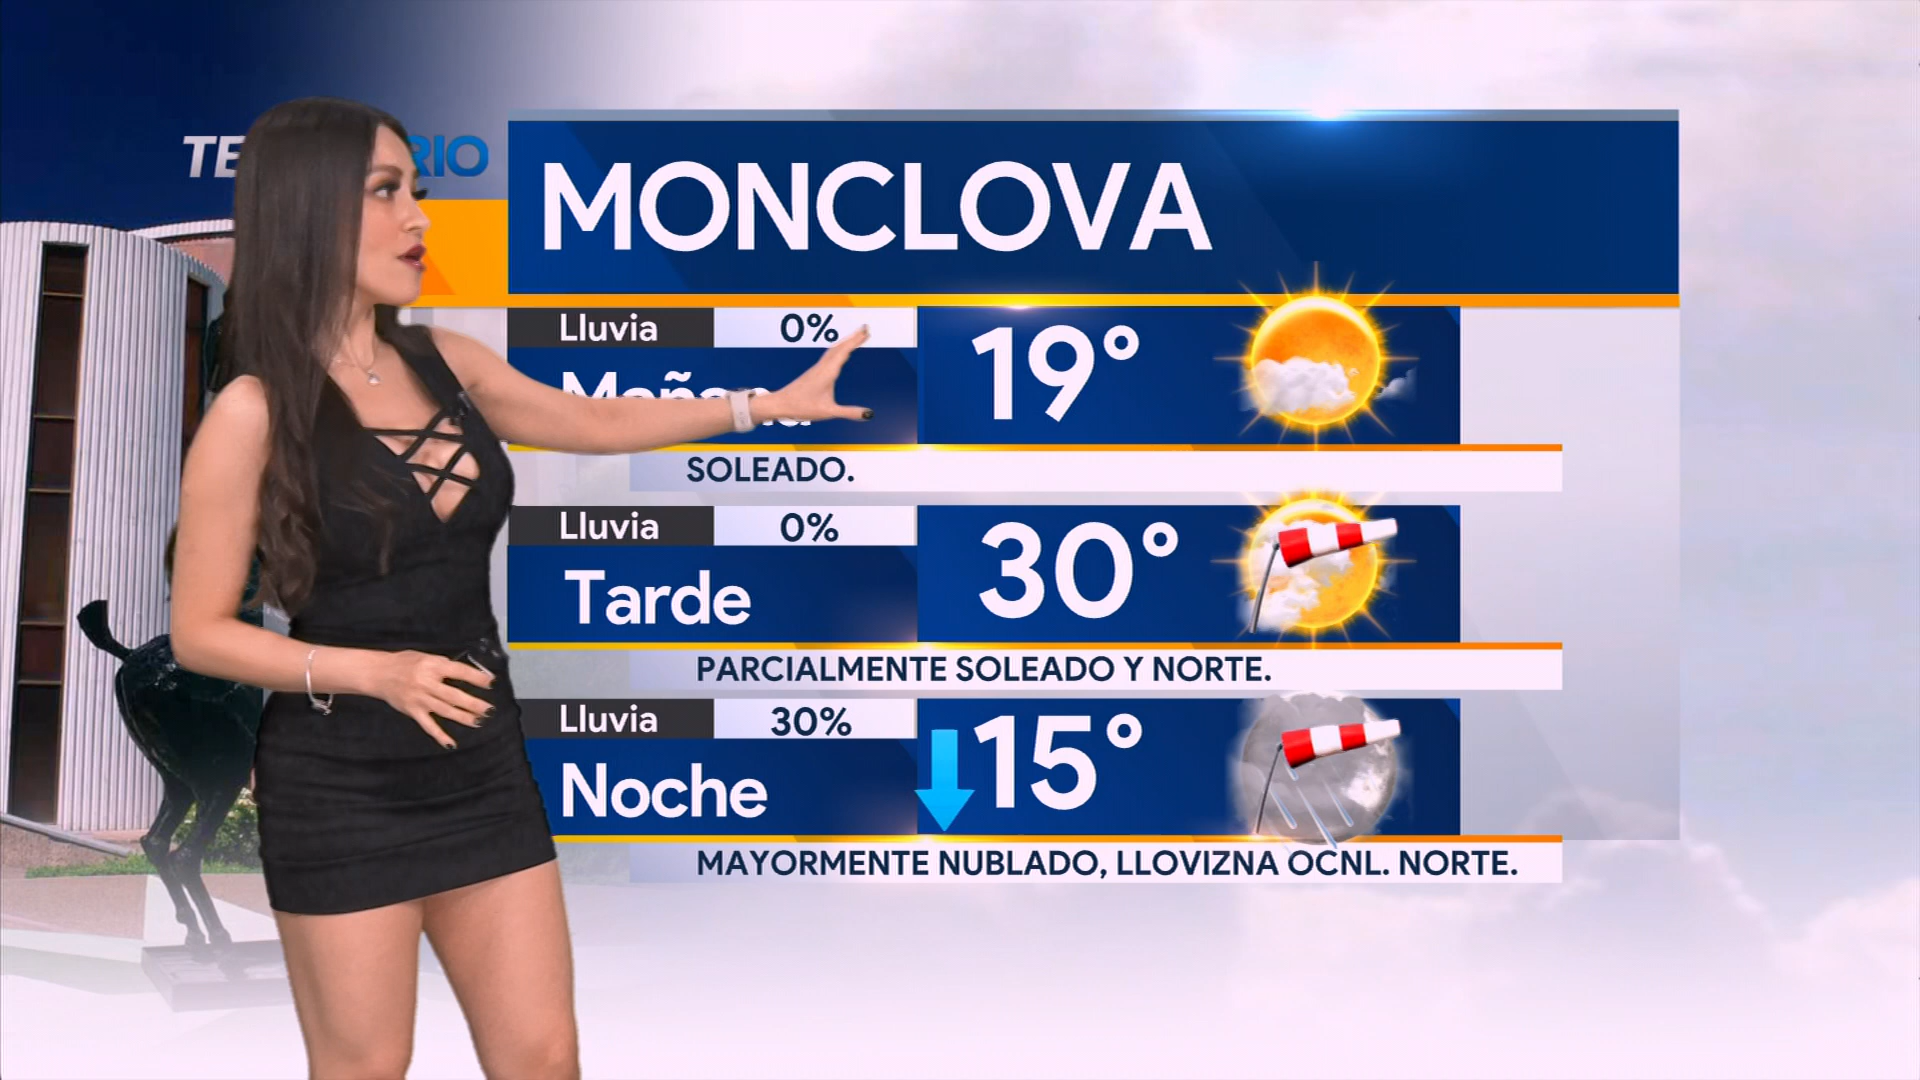 MONCLOVA
Lluvia 0%
19°
SOLEADO.
Lluvia 0%
Tarde 30°
PARCIALMENTE SOLEADO Y NORTE.
Lluvia 30%
Noche 15°
MAYORMENTE NUBLADO, LLOVIZNA OCNL. NORTE.